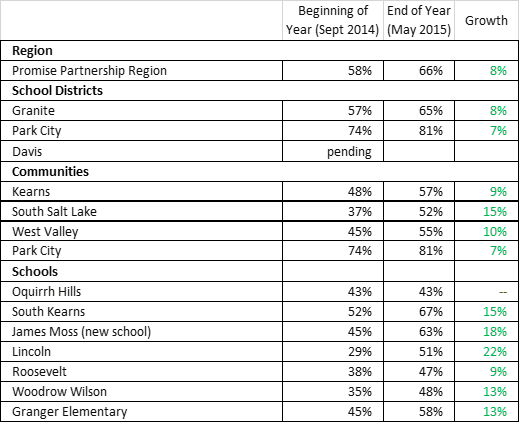 Beginning of Year (Sept 2014) End of Year (May 2015) Growth
Region
Promise Partnership Region 58% 66% 8%
School Districts
Granite 57% 65% 8%
Park City 74% 81% 7%
Davis pending
Communities
Kearns 48% 57% 9%
South Salt Lake 37% 52% 15%
West Valley 45% 55% 10%
Park City 74% 81% 7%
Schools
Oquirrh Hills 43% 43% --
South Kearns 52% 67% 15%
James Moss (new school) 45% 63% 18%
Lincoln 29% 51% 22%
Roosevelt 38% 47% 9%
Woodrow Wilson 35% 48% 13%
Granger Elementary 45% 58% 13%